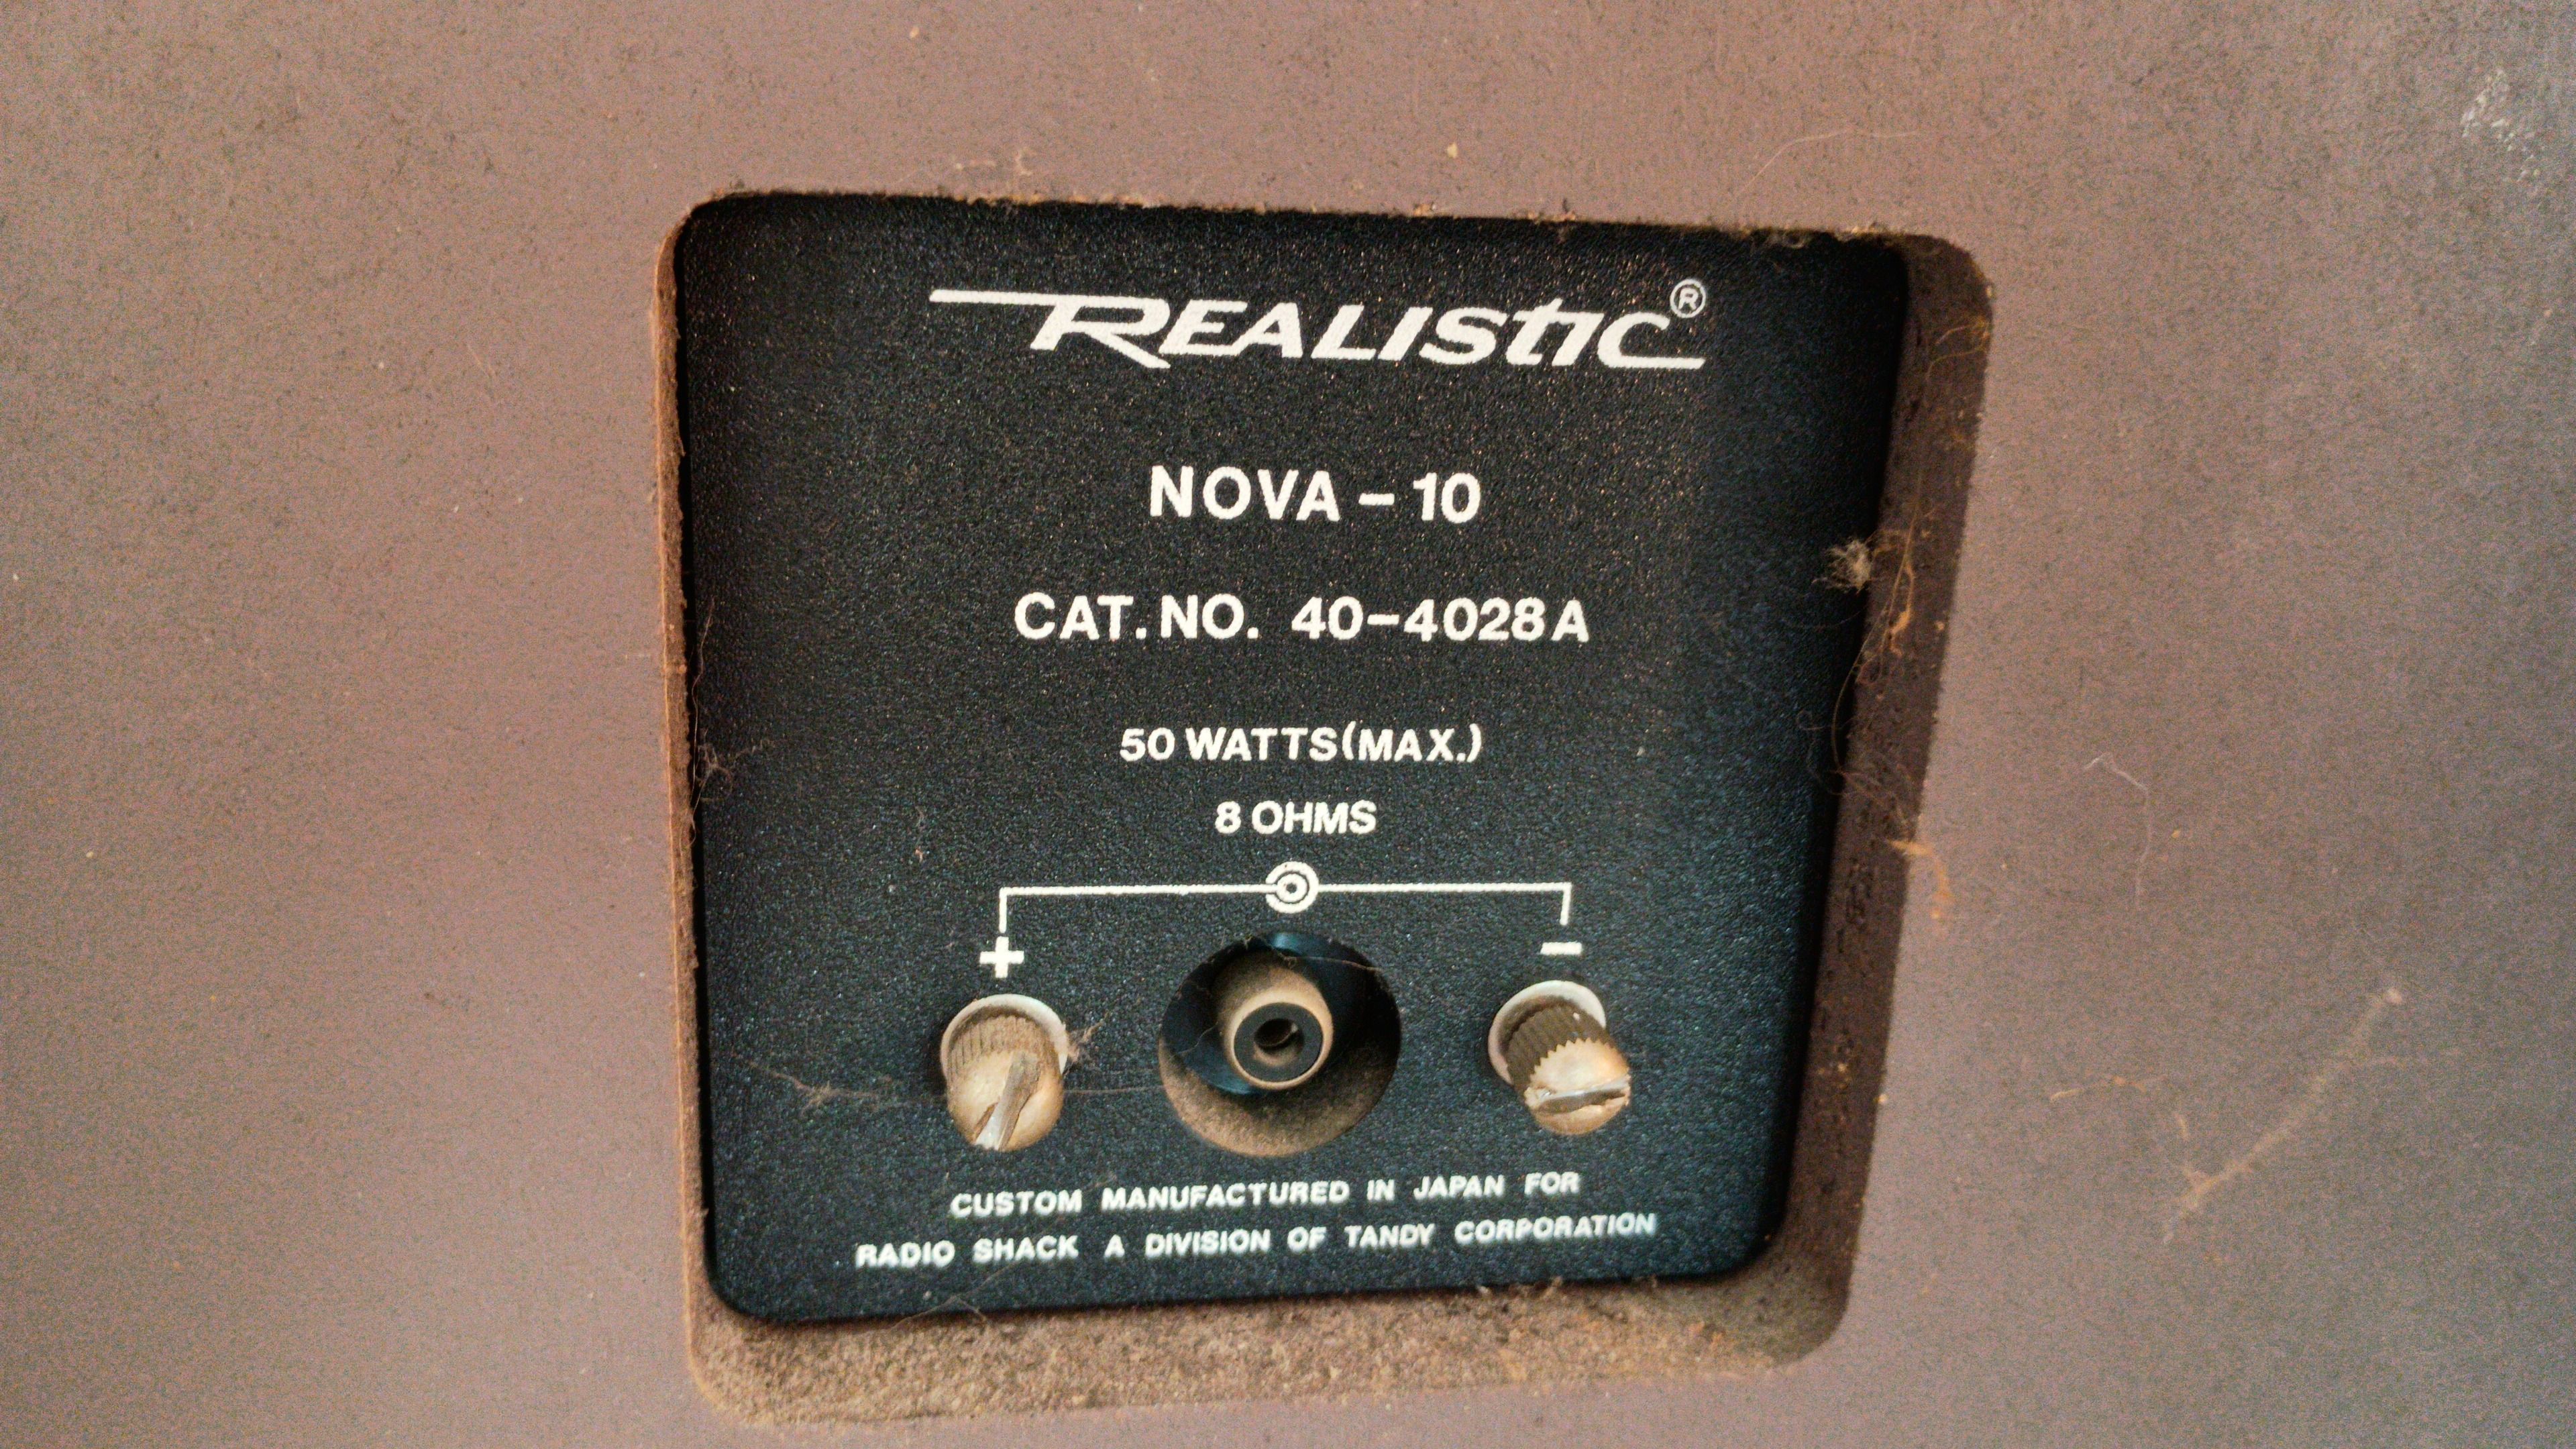 REALISTIC®
NOVA - 10
CAT. NO. 40-4028A
50 WATTS (MAX.)
8 OHMS
+ -
CUSTOM MANUFACTURED IN JAPAN FOR
RADIO SHACK A DIVISION OF TANDY CORPORATION